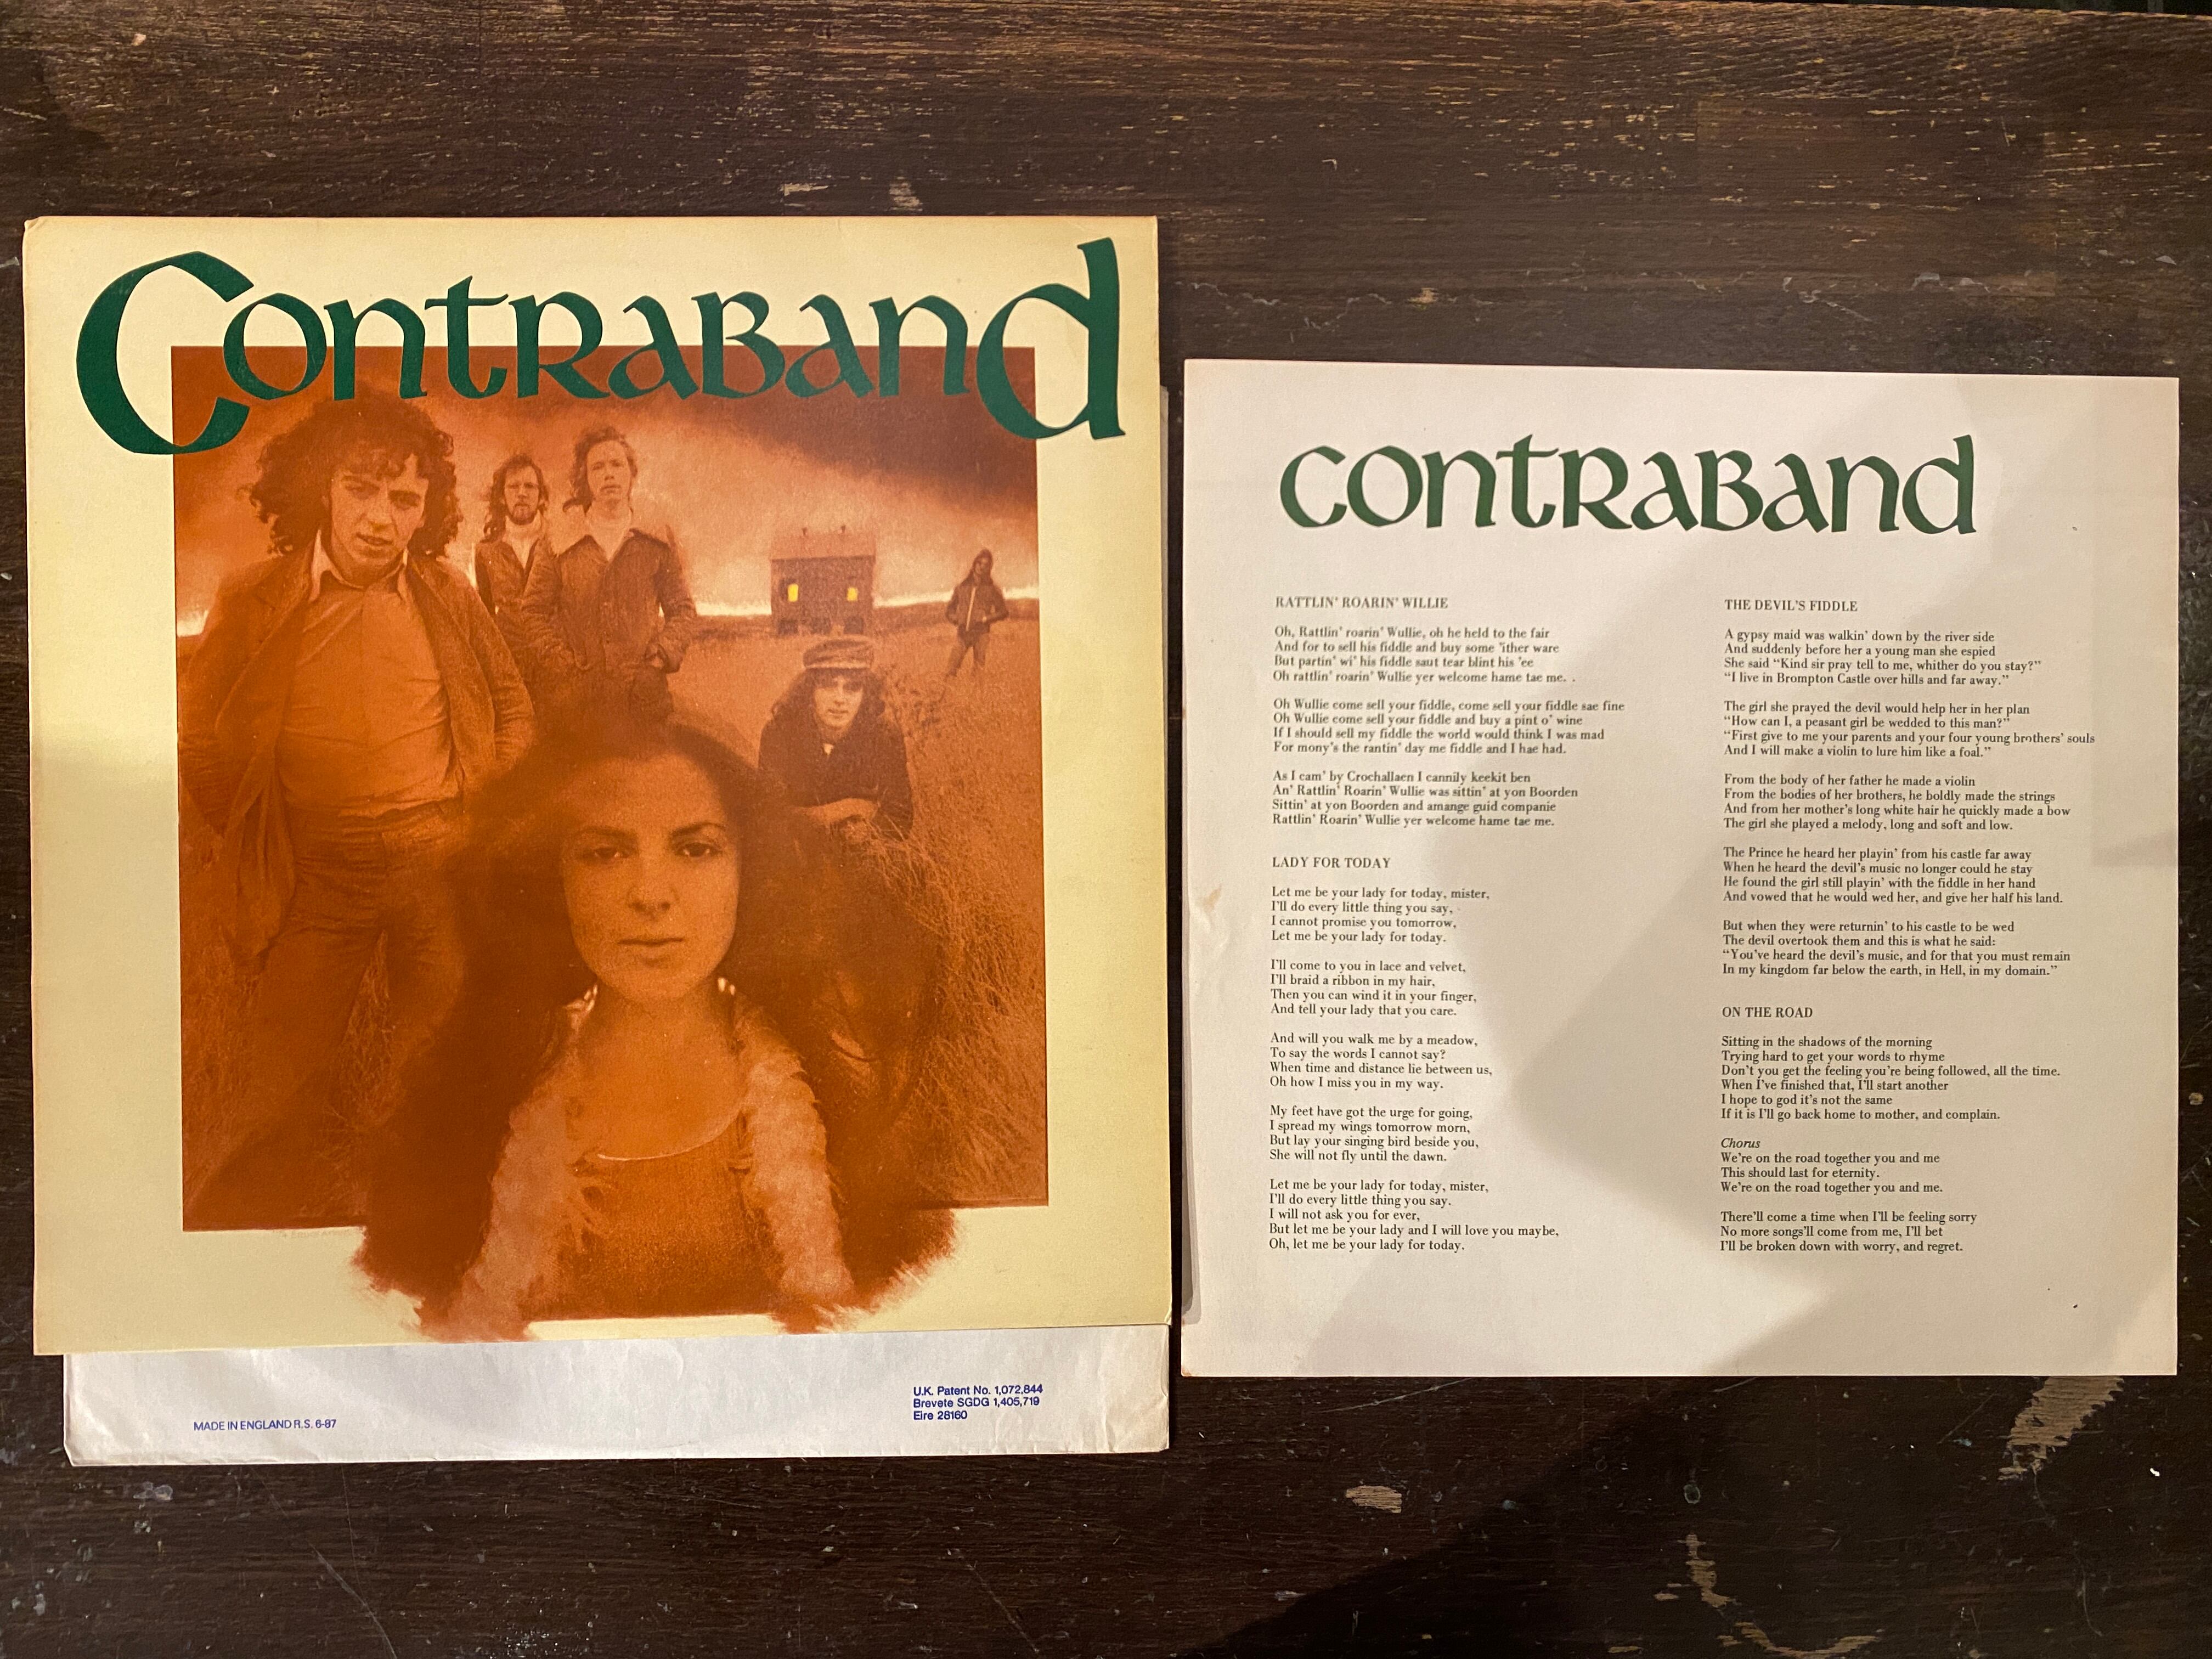 Contraband
MADE IN ENGLAND R.S. 6-87
U.K. Patent No. 1,072,844
Brevete SGDG 1,405,719
Eire 28160
contraband
RATTLIN' ROARIN' WILLIE
Oh, Rattlin' roarin' Wullie, oh he held to the fair
And for to sell his fiddle and buy some 'ither ware
But partin' wi' his fiddle saut tear blint his 'ee
Oh rattlin' roarin' Wullie yer welcome hame tae me. .
Oh Wullie come sell your fiddle, come sell your fiddle sae fine
Oh Wullie come sell your fiddle and buy a pint o' wine
If I should sell my fiddle the world would think I was mad
For mony's the rantin' day me fiddle and I hae had.
As I cam' by Crochallaen I cannily keekit ben
An' Rattlin' Roarin' Wullie was sittin' at yon Boorden
Sittin' at yon Boorden and amange guid companie
Rattlin' Roarin' Wullie yer welcome hame tae me.
LADY FOR TODAY
Let me be your lady for today, mister,
I'll do every little thing you say,
I cannot promise you tomorrow,
Let me be your lady for today.
I'll come to you in lace and velvet,
I'll braid a ribbon in my hair,
Then you can wind it in your finger,
And tell your lady that you care.
And will you walk me by a meadow,
To say the words I cannot say?
When time and distance lie between us,
Oh how I miss you in my way.
My feet have got the urge for going,
I spread my wings tomorrow morn,
But lay your singing bird beside you,
She will not fly until the dawn.
Let me be your lady for today, mister,
I'll do every little thing you say.
I will not ask you for ever,
But let me be your lady and I will love you maybe,
Oh, let me be your lady for today.
THE DEVIL'S FIDDLE
A gypsy maid was walkin' down by the river side
And suddenly before her a young man she espied
She said "Kind sir pray tell to me, whither do you stay?"
"I live in Brompton Castle over hills and far away."
The girl she prayed the devil would help her in her plan
"How can I, a peasant girl be wedded to this man?"
"First give to me your parents and your four young brothers' souls
And I will make a violin to lure him like a foal."
From the body of her father he made a violin
From the bodies of her brothers, he boldly made the strings
And from her mother's long white hair he quickly made a bow
The girl she played a melody, long and soft and low.
The Prince he heard her playin' from his castle far away
When he heard the devil's music no longer could he stay
He found the girl still playin' with the fiddle in her hand
And vowed that he would wed her, and give her half his land.
But when they were returnin' to his castle to be wed
The devil overtook them and this is what he said:
"You've heard the devil's music, and for that you must remain
In my kingdom far below the earth, in Hell, in my domain."
ON THE ROAD
Sitting in the shadows of the morning
Trying hard to get your words to rhyme
Don't you get the feeling you're being followed, all the time.
When I've finished that, I'll start another
I hope to god it's not the same
If it is I'll go back home to mother, and complain.
Chorus
We're on the road together you and me
This should last for eternity.
We're on the road together you and me.
There'll come a time when I'll be feeling sorry
No more songs'll come from me, I'll bet
I'll be broken down with worry, and regret.